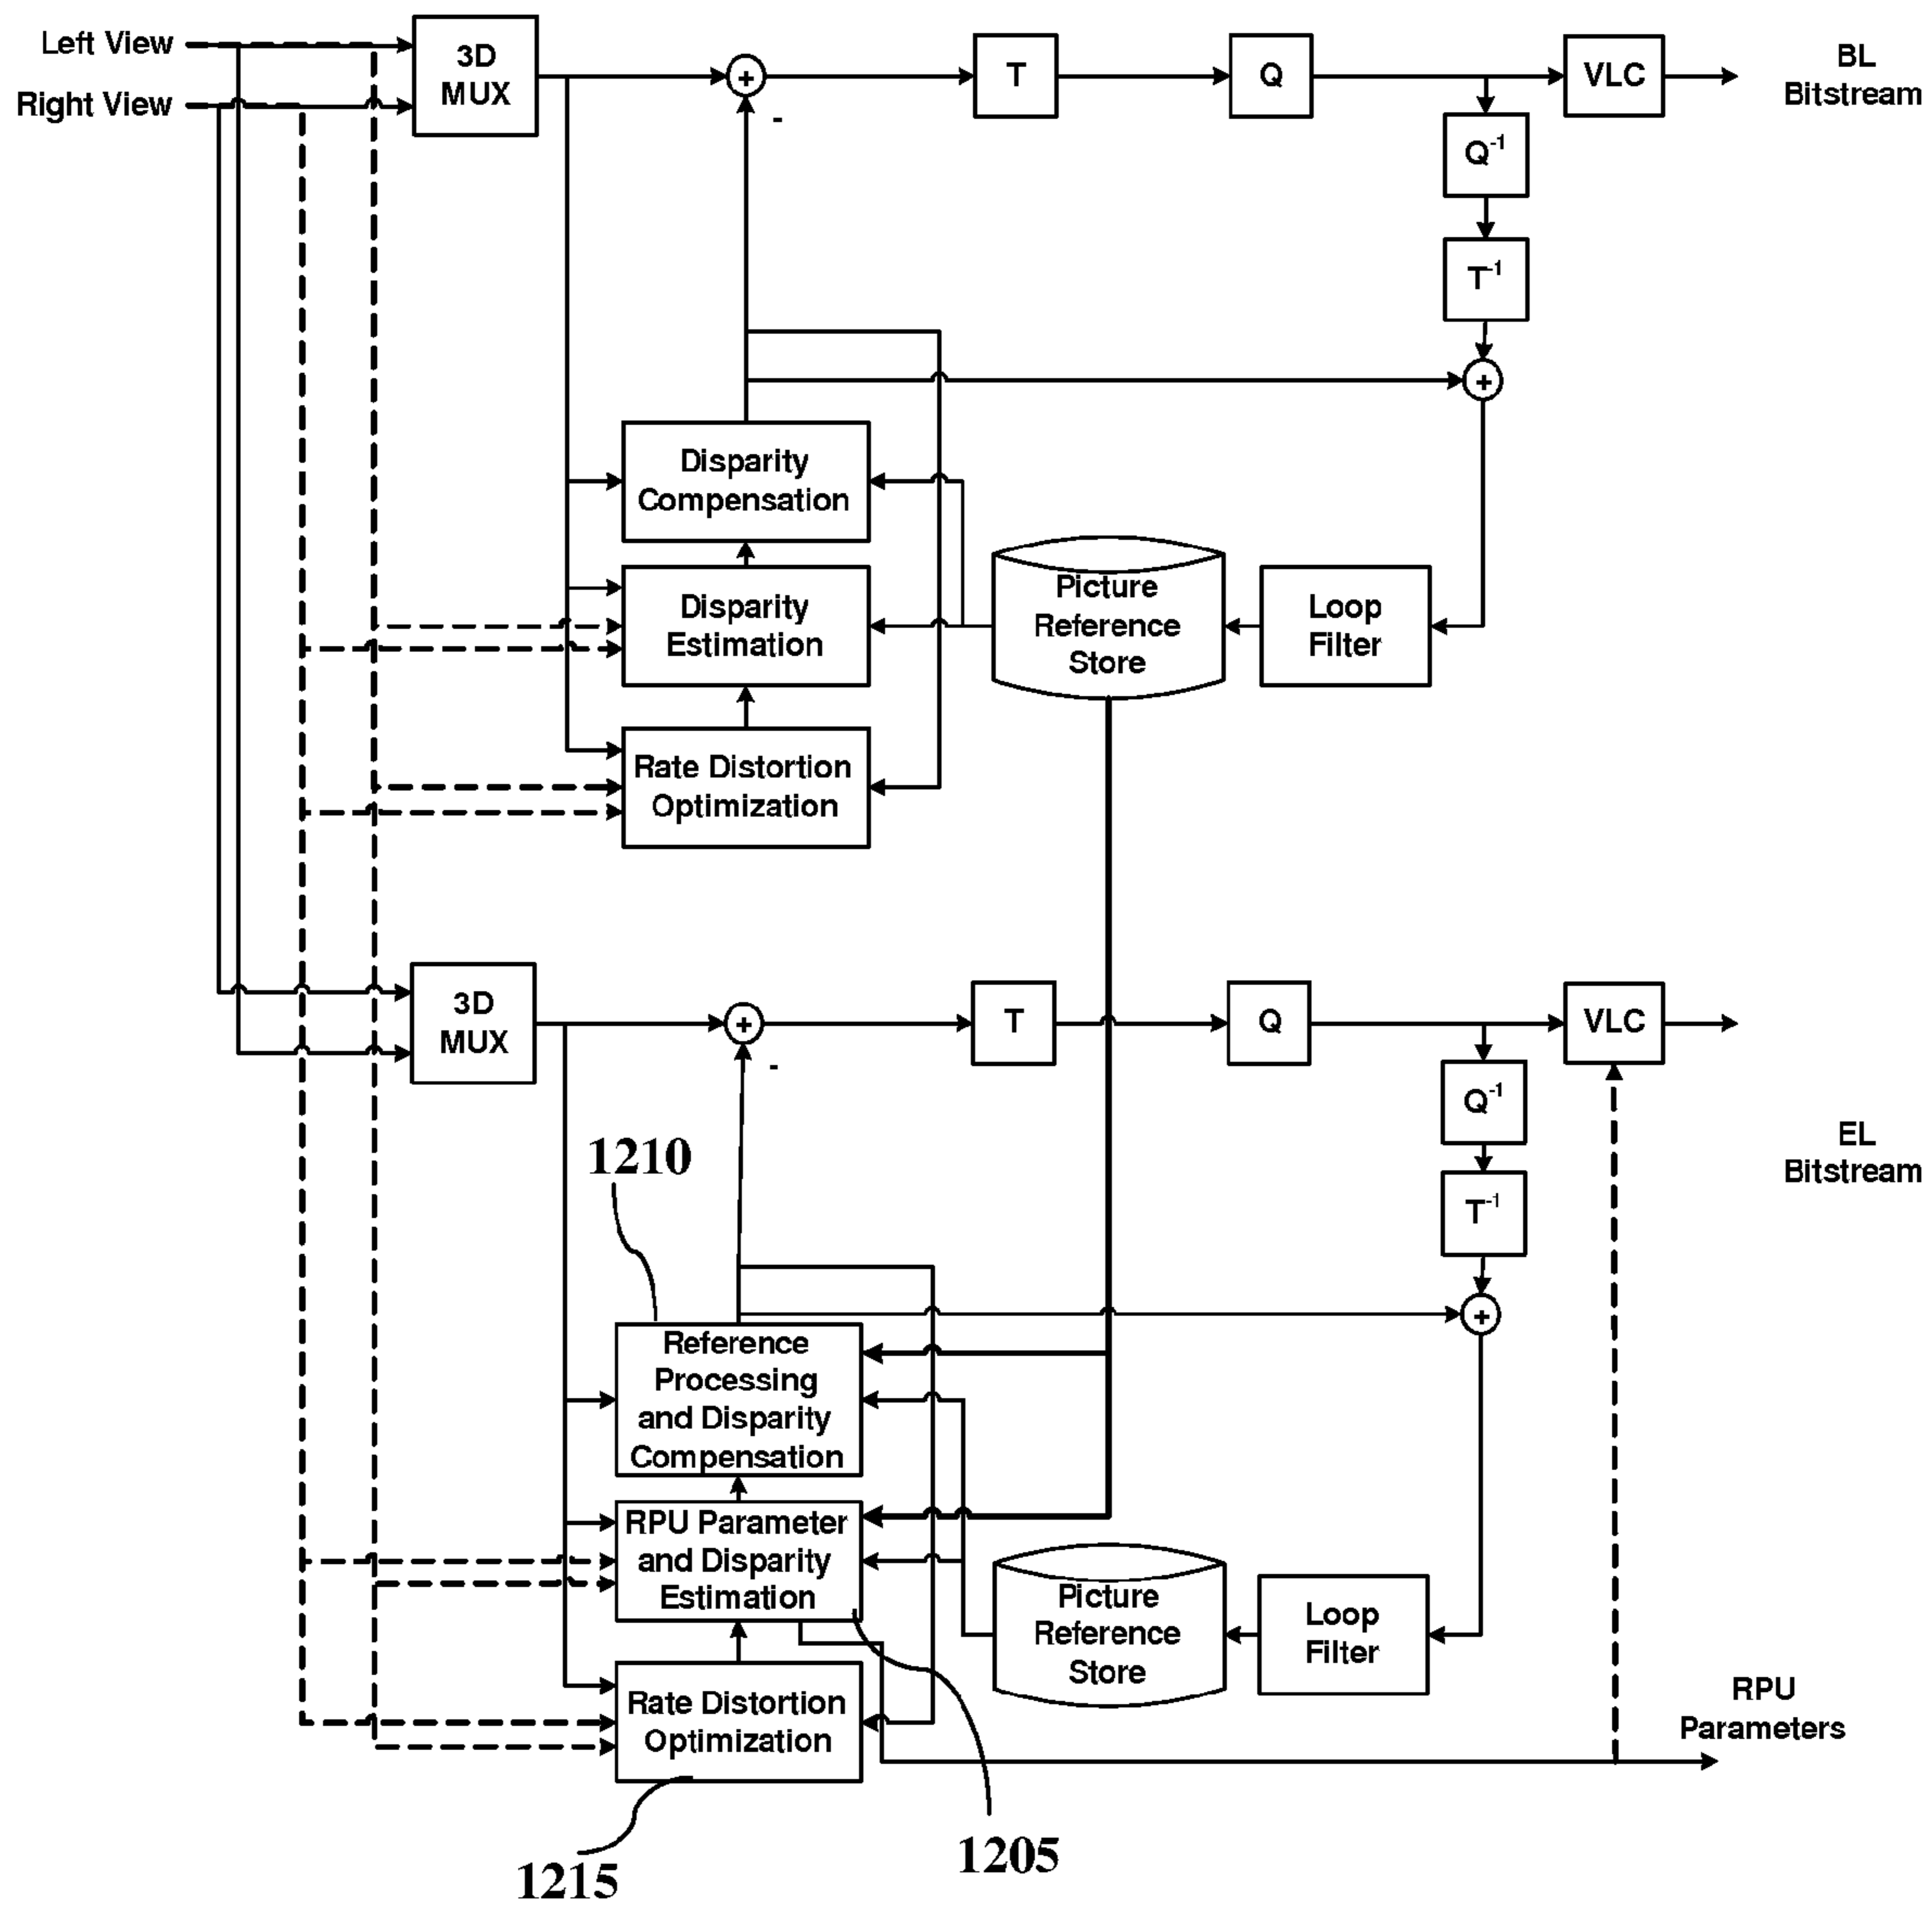 Left View
Right View
3D
MUX
+
-
T
Q
VLC
BL
Bitstream
Q-1
T-1
+
Disparity
Compensation
Disparity
Estimation
Rate Distortion
Optimization
Picture
Reference
Store
Loop
Filter
3D
MUX
+
-
T
Q
VLC
EL
Bitstream
Q-1
T-1
+
1210
Reference
Processing
and Disparity
Compensation
RPU Parameter
and Disparity
Estimation
Rate Distortion
Optimization
Picture
Reference
Store
Loop
Filter
RPU
Parameters
1205
1215